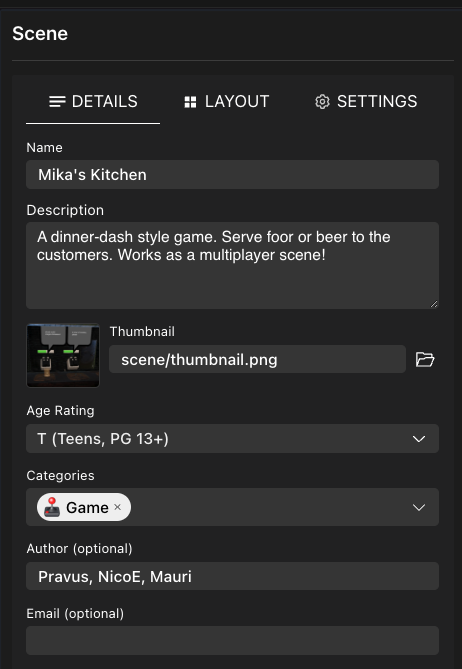 Scene
DETAILS
LAYOUT
SETTINGS
Name
Mika's Kitchen
Description
A dinner-dash style game. Serve foor or beer to the
customers. Works as a multiplayer scene!
Thumbnail
scene/thumbnail.png
Age Rating
T (Teens, PG 13+)
Categories
Game ×
Author (optional)
Pravus, NicoE, Mauri
Email (optional)